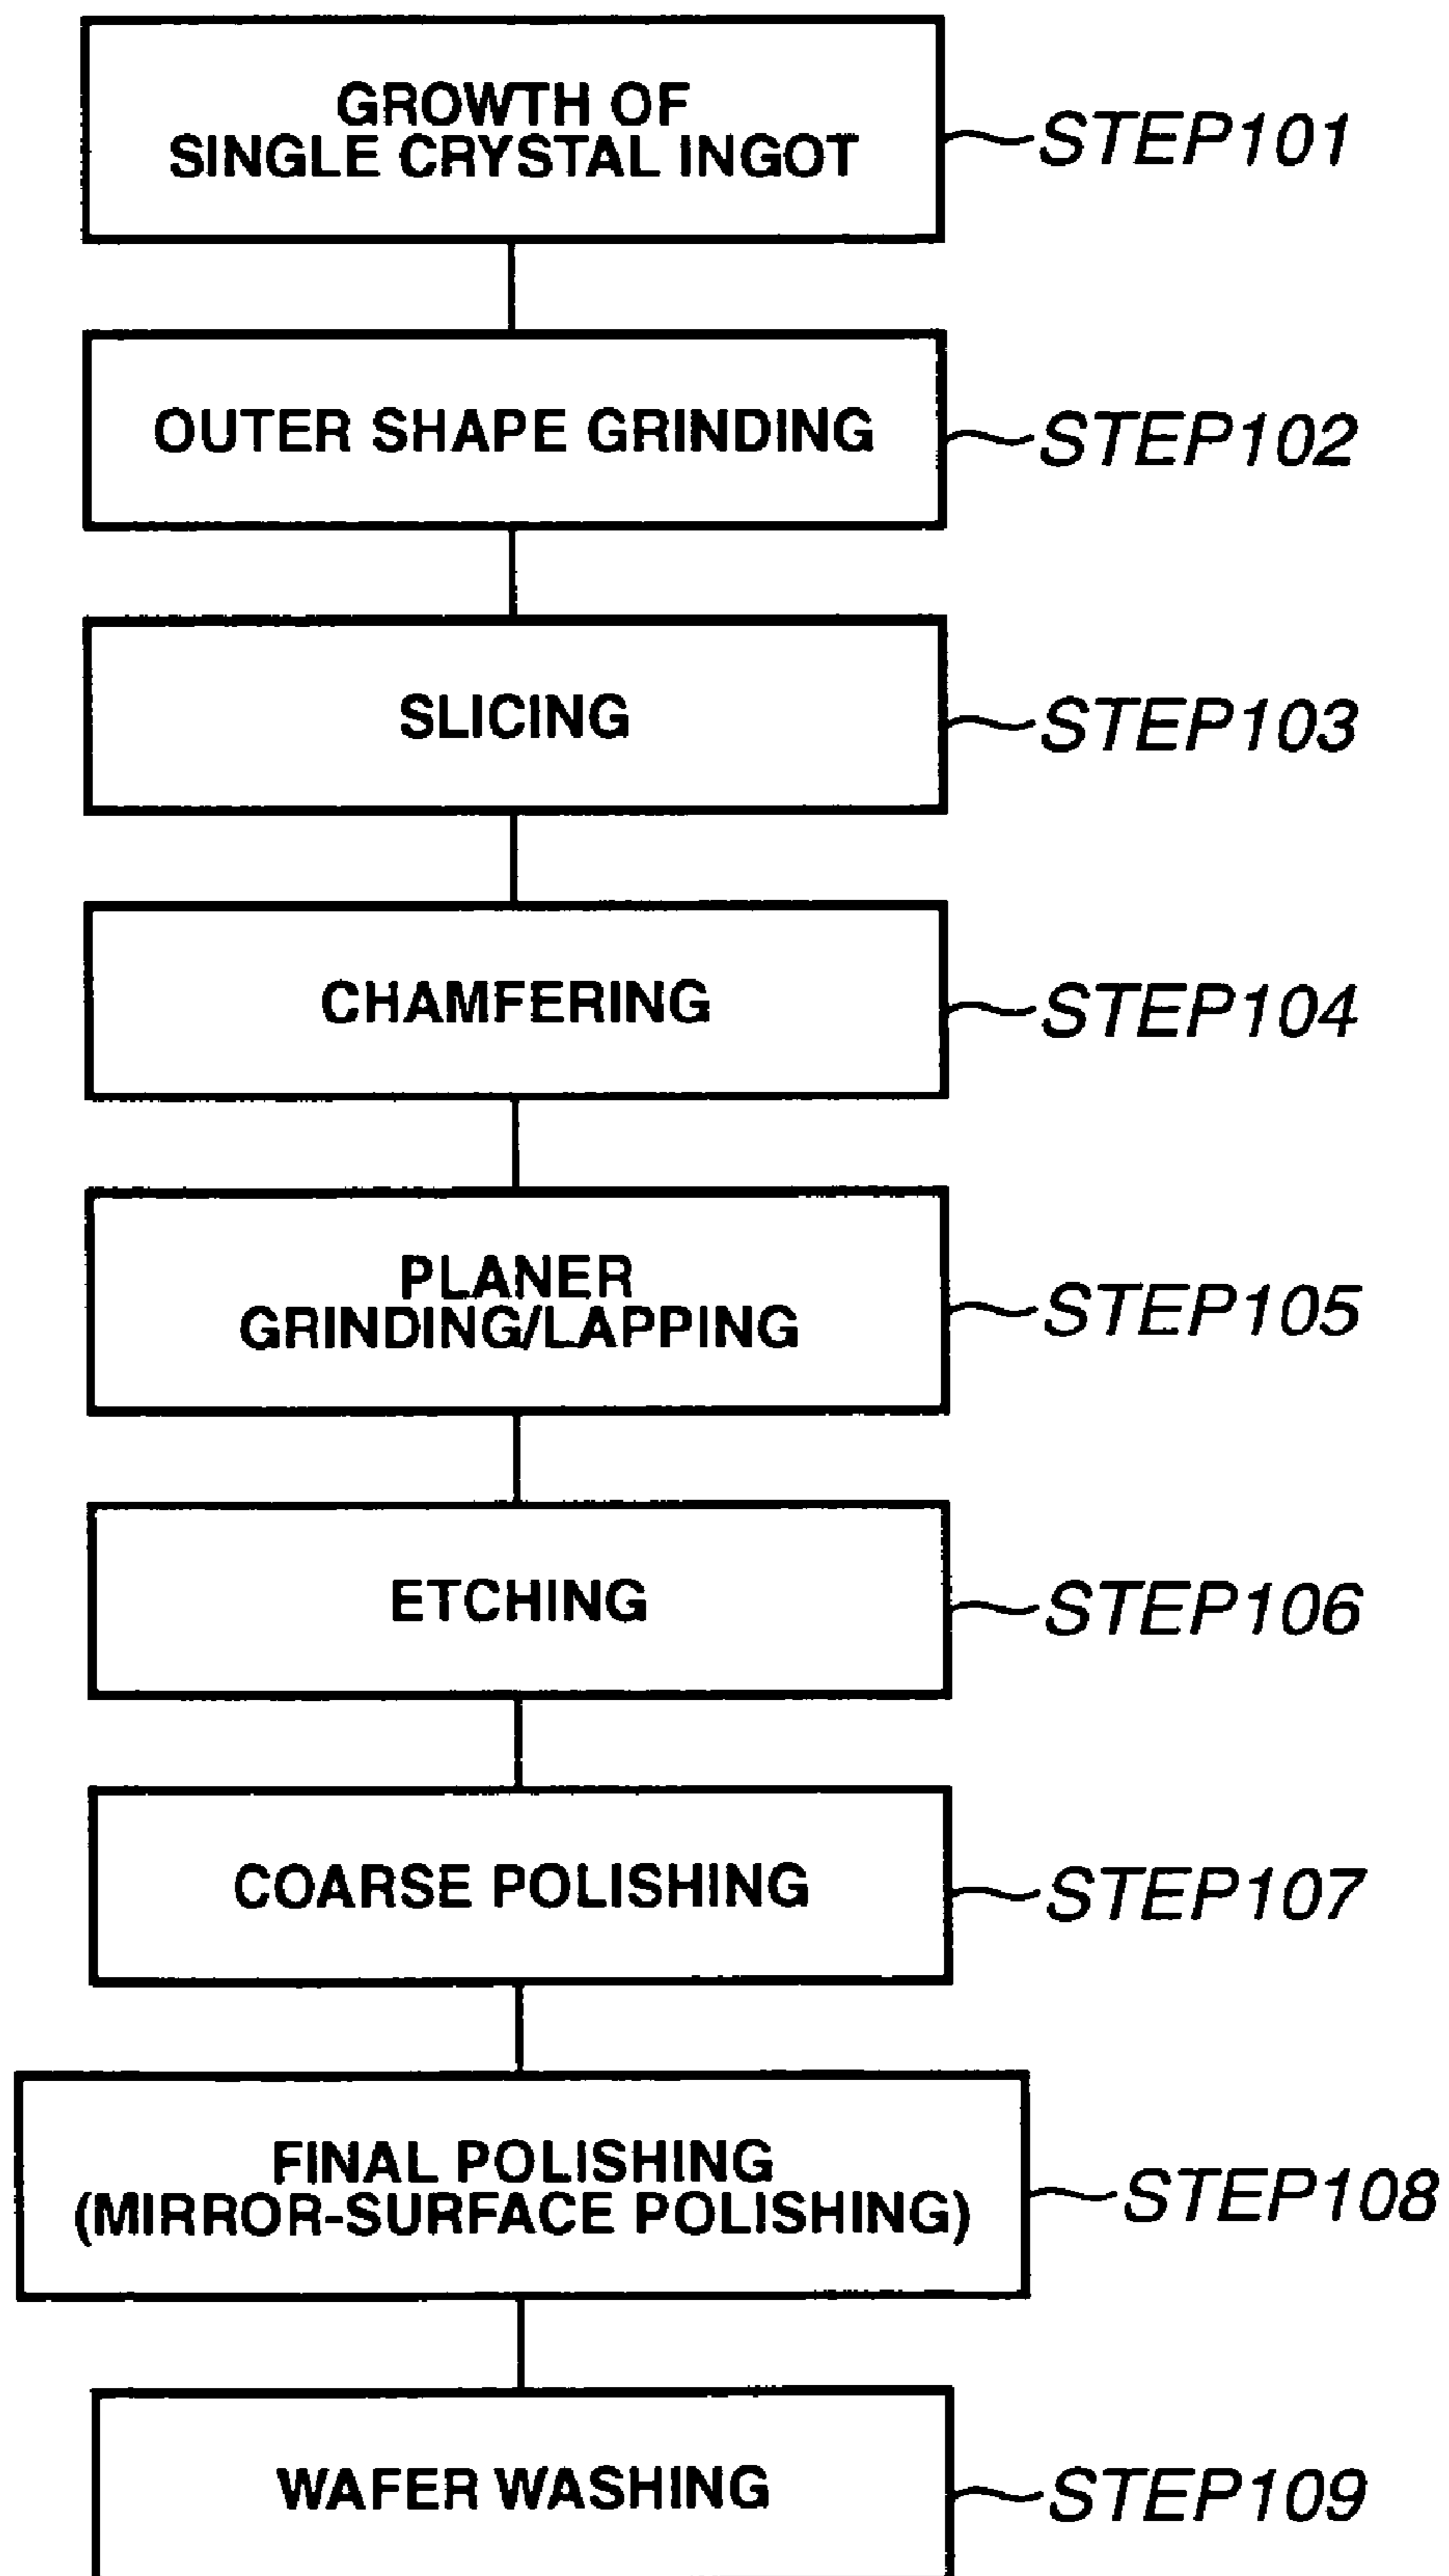 GROWTH OF
SINGLE CRYSTAL INGOT
STEP101
OUTER SHAPE GRINDING
STEP102
SLICING
STEP103
CHAMFERING
STEP104
PLANER
GRINDING/LAPPING
STEP105
ETCHING
STEP106
COARSE POLISHING
STEP107
FINAL POLISHING
(MIRROR-SURFACE POLISHING)
STEP108
WAFER WASHING
STEP109